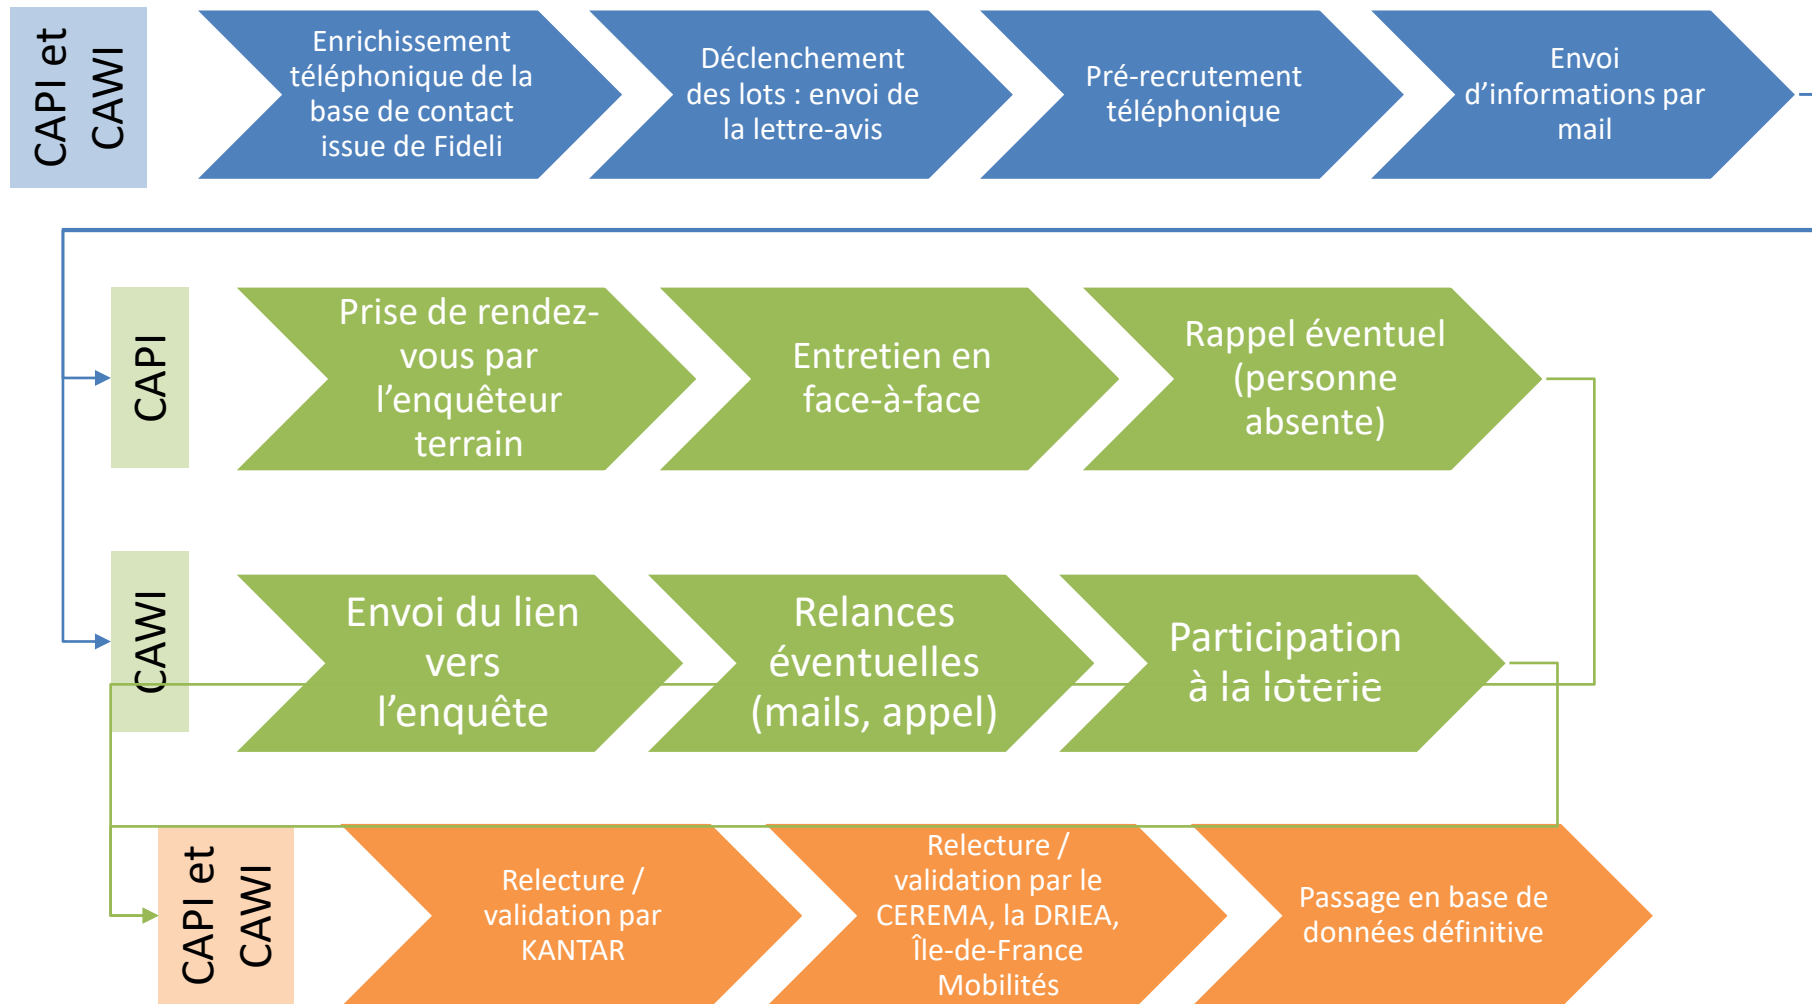 CAPI et
CAWI
Enrichissement
téléphonique de la
base de contact
issue de Fideli
Déclenchement
des lots : envoi de
la lettre-avis
Pré-recrutement
téléphonique
Envoi
d’informations par
mail
CAPI
Prise de rendez-
vous par
l’enquêteur
terrain
Entretien en
face-à-face
Rappel éventuel
(personne
absente)
CAWI
Envoi du lien
vers
l’enquête
Relances
éventuelles
(mails, appel)
Participation
à la loterie
CAPI et
CAWI
Relecture /
validation par
KANTAR
Relecture /
validation par le
CEREMA, la DRIEA,
Île-de-France
Mobilités
Passage en base de
données définitive